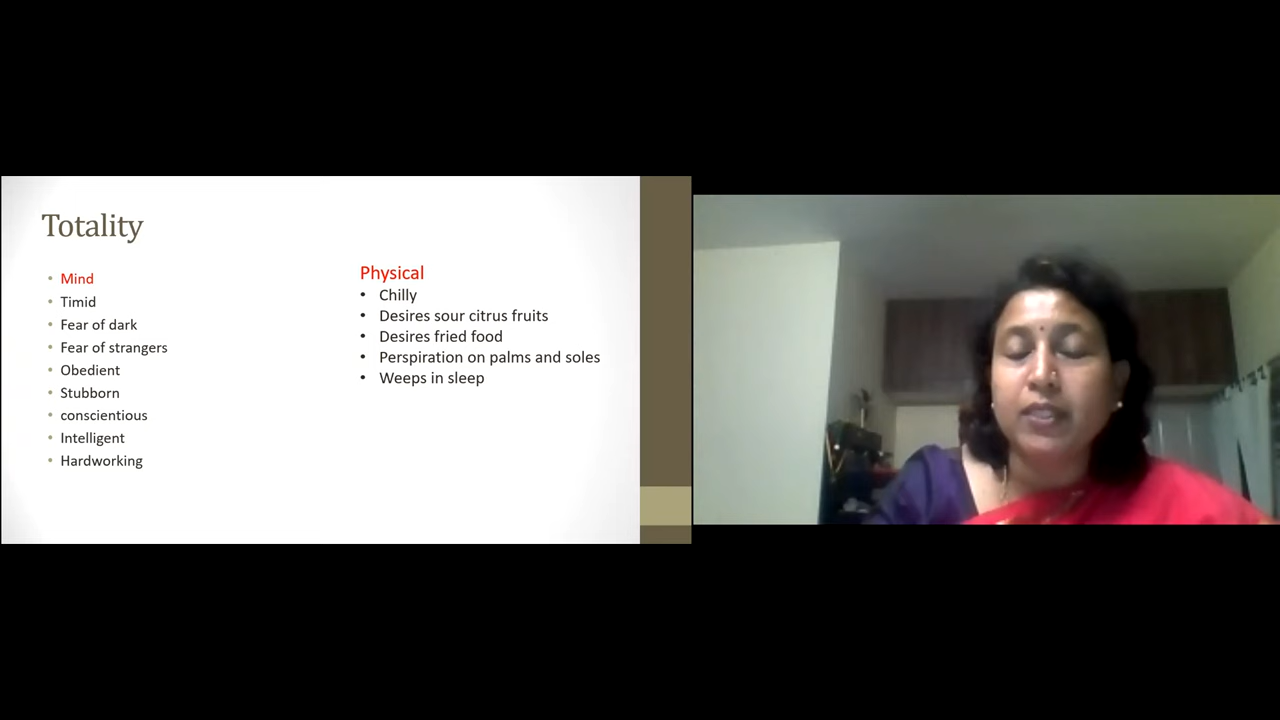 Totality
Mind
Timid
Fear of dark
Fear of strangers
Obedient
Stubborn
conscientious
Intelligent
Hardworking
Physical
Chilly
Desires sour citrus fruits
Desires fried food
Perspiration on palms and soles
Weeps in sleep